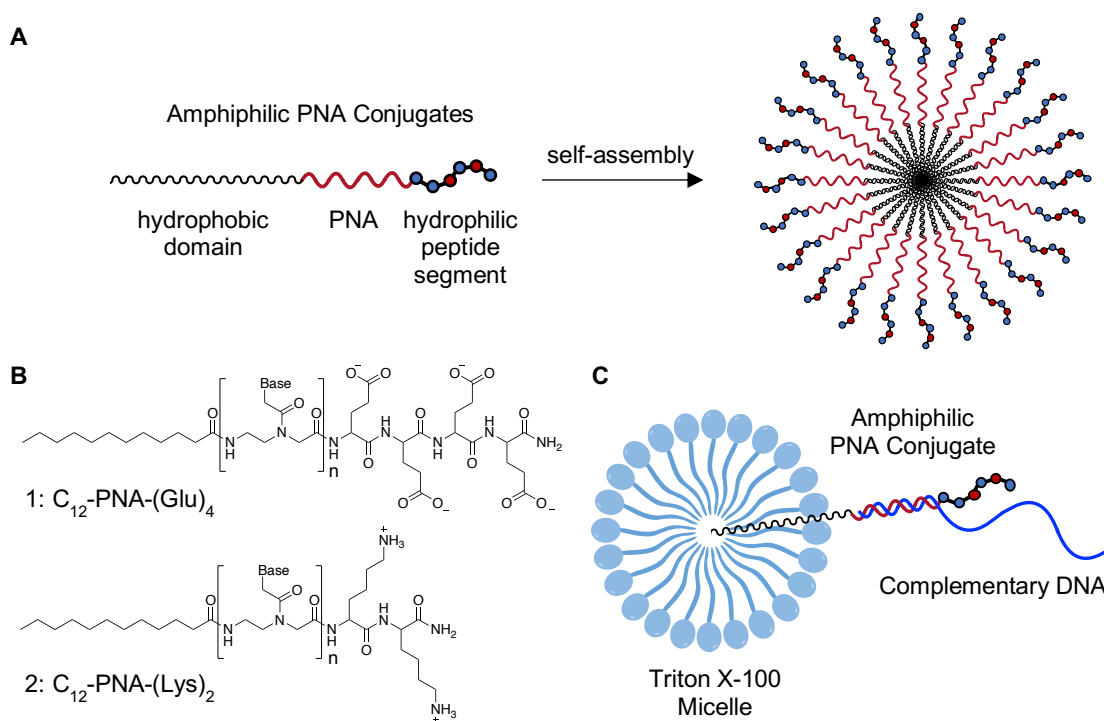 A
Amphiphilic PNA Conjugates
self-assembly
hydrophobic
domain
PNA
hydrophilic
peptide
segment
B
Base
O
O
N
H
N
O
n
O⁻
O
H
N
O
N
H
O
O⁻
O⁻
O
H
N
O
N
H
O
O⁻
O
NH₂
1: C₁₂-PNA-(Glu)₄
Base
O
O
N
H
N
O
n
NH₃
+
H
N
O
H
N
O
NH₂
NH₃
+
2: C₁₂-PNA-(Lys)₂
C
Amphiphilic
PNA Conjugate
Complementary DNA
Triton X-100
Micelle